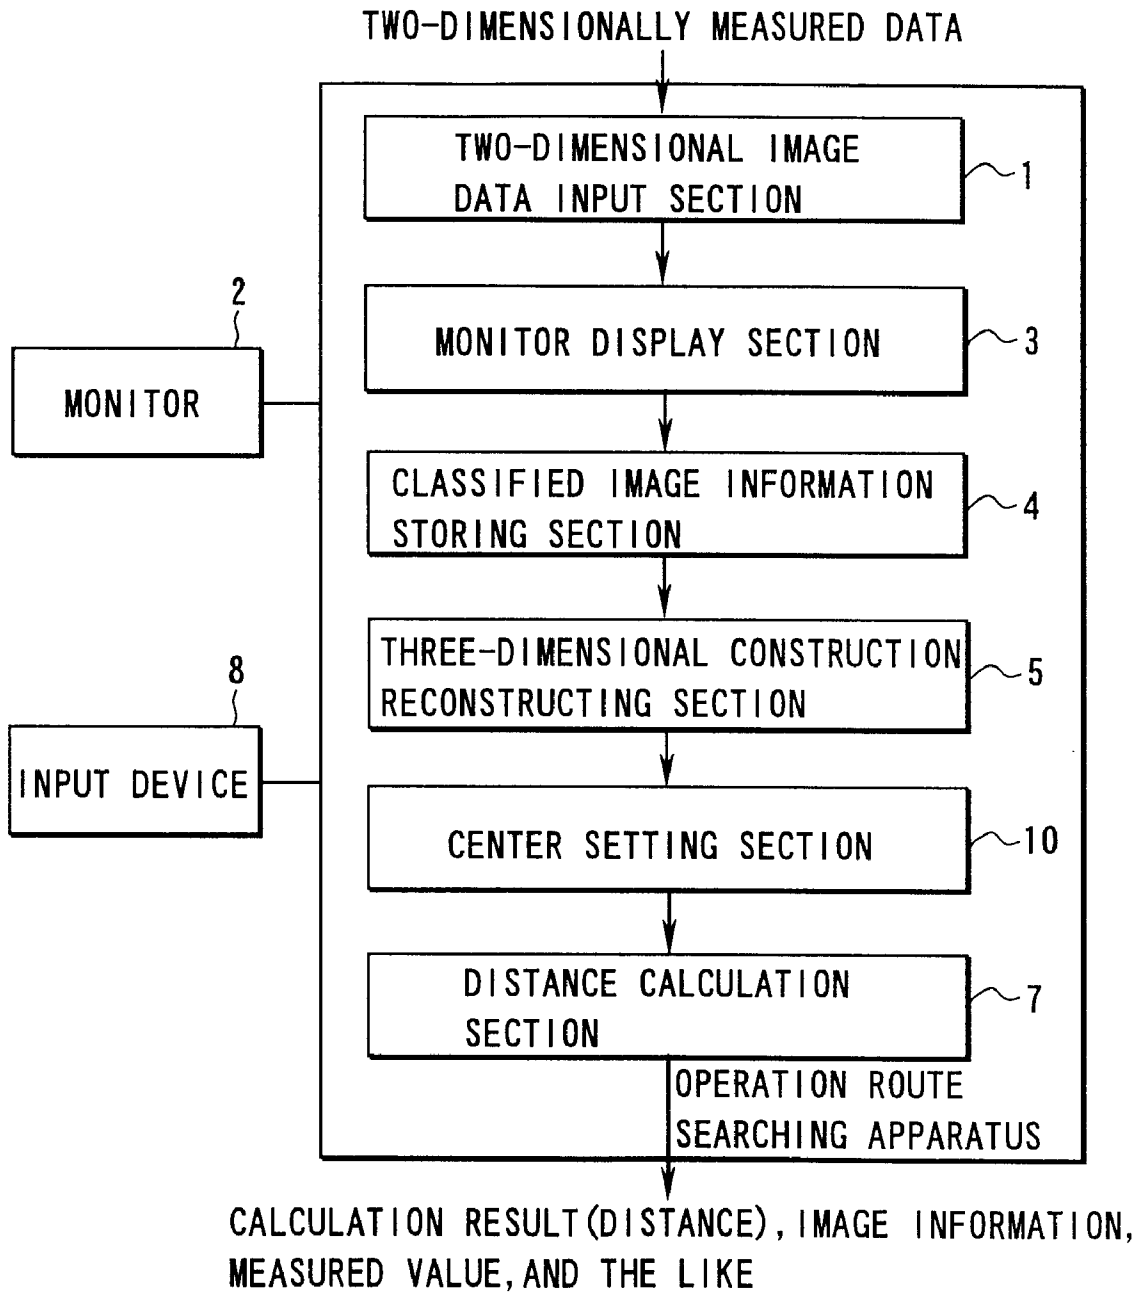 TWO-DIMENSIONALLY MEASURED DATA
TWO-DIMENSIONAL IMAGE
DATA INPUT SECTION
1
2
MONITOR DISPLAY SECTION
3
MONITOR
CLASSIFIED IMAGE INFORMATION
STORING SECTION
4
THREE-DIMENSIONAL CONSTRUCTION
RECONSTRUCTING SECTION
5
8
INPUT DEVICE
CENTER SETTING SECTION
10
DISTANCE CALCULATION
SECTION
7
OPERATION ROUTE
SEARCHING APPARATUS
CALCULATION RESULT(DISTANCE), IMAGE INFORMATION,
MEASURED VALUE, AND THE LIKE